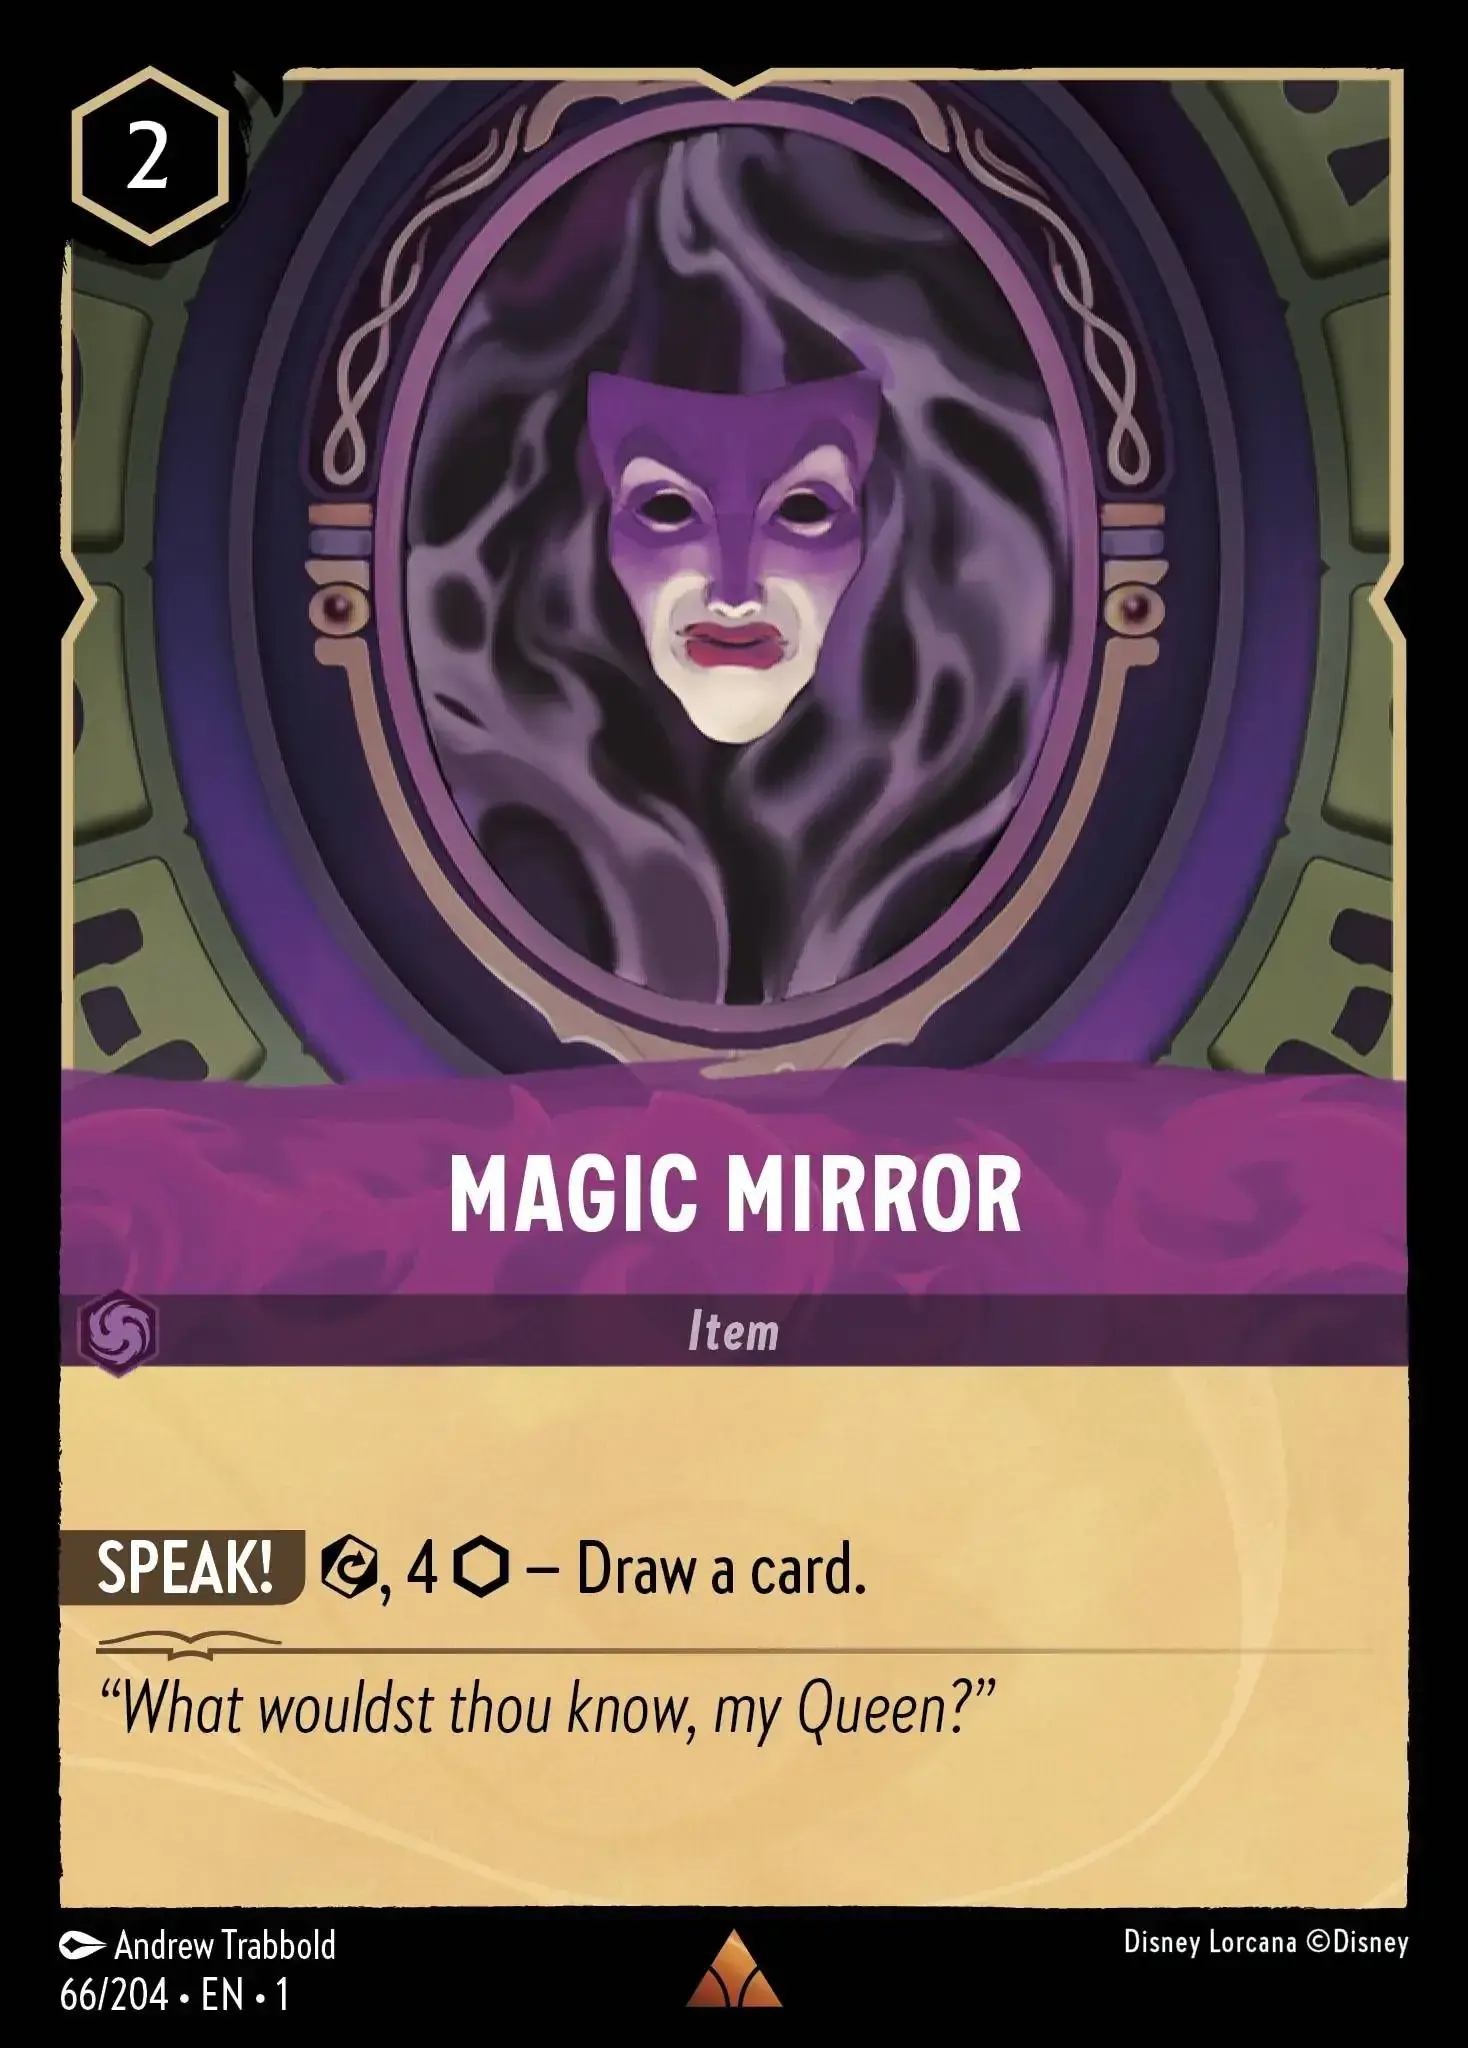 2
MAGIC MIRROR
Item
SPEAK! , 4 – Draw a card.
“What wouldst thou know, my Queen?”
Andrew Trabbold
Disney Lorcana ©Disney
66/204 • EN • 1